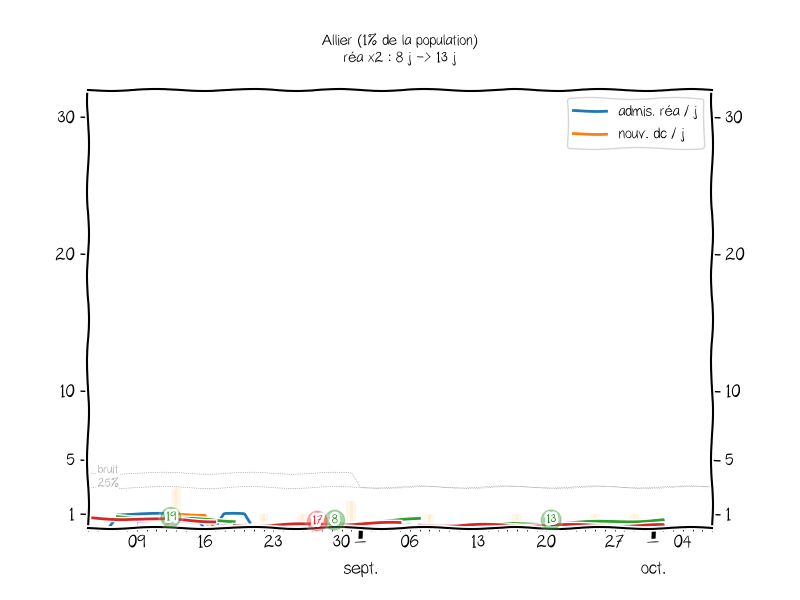 Allier (1% de la population)
réa x2 : 8 j -> 13 j
admis. réa / j
nouv. dc / j
30 30
20 20
10 10
5 5
1 1
bruit
25%
19 17 8 13
09 16 23 30 06 13 20 27 04
sept. oct.